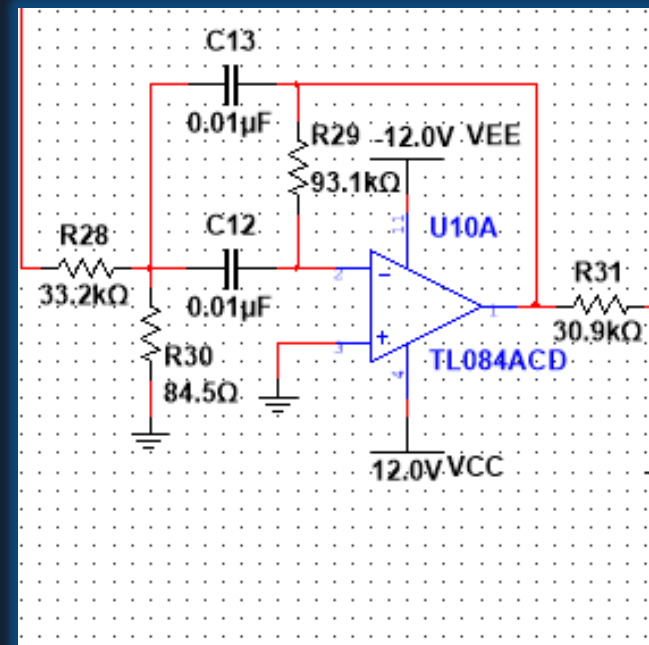 C13
0.01µF
R29
-12.0V VEE
93.1kΩ
11
U10A
R28
33.2kΩ
C12
0.01µF
2
R31
30.9kΩ
1
R30
84.5Ω
3
TL084ACD
4
12.0V VCC